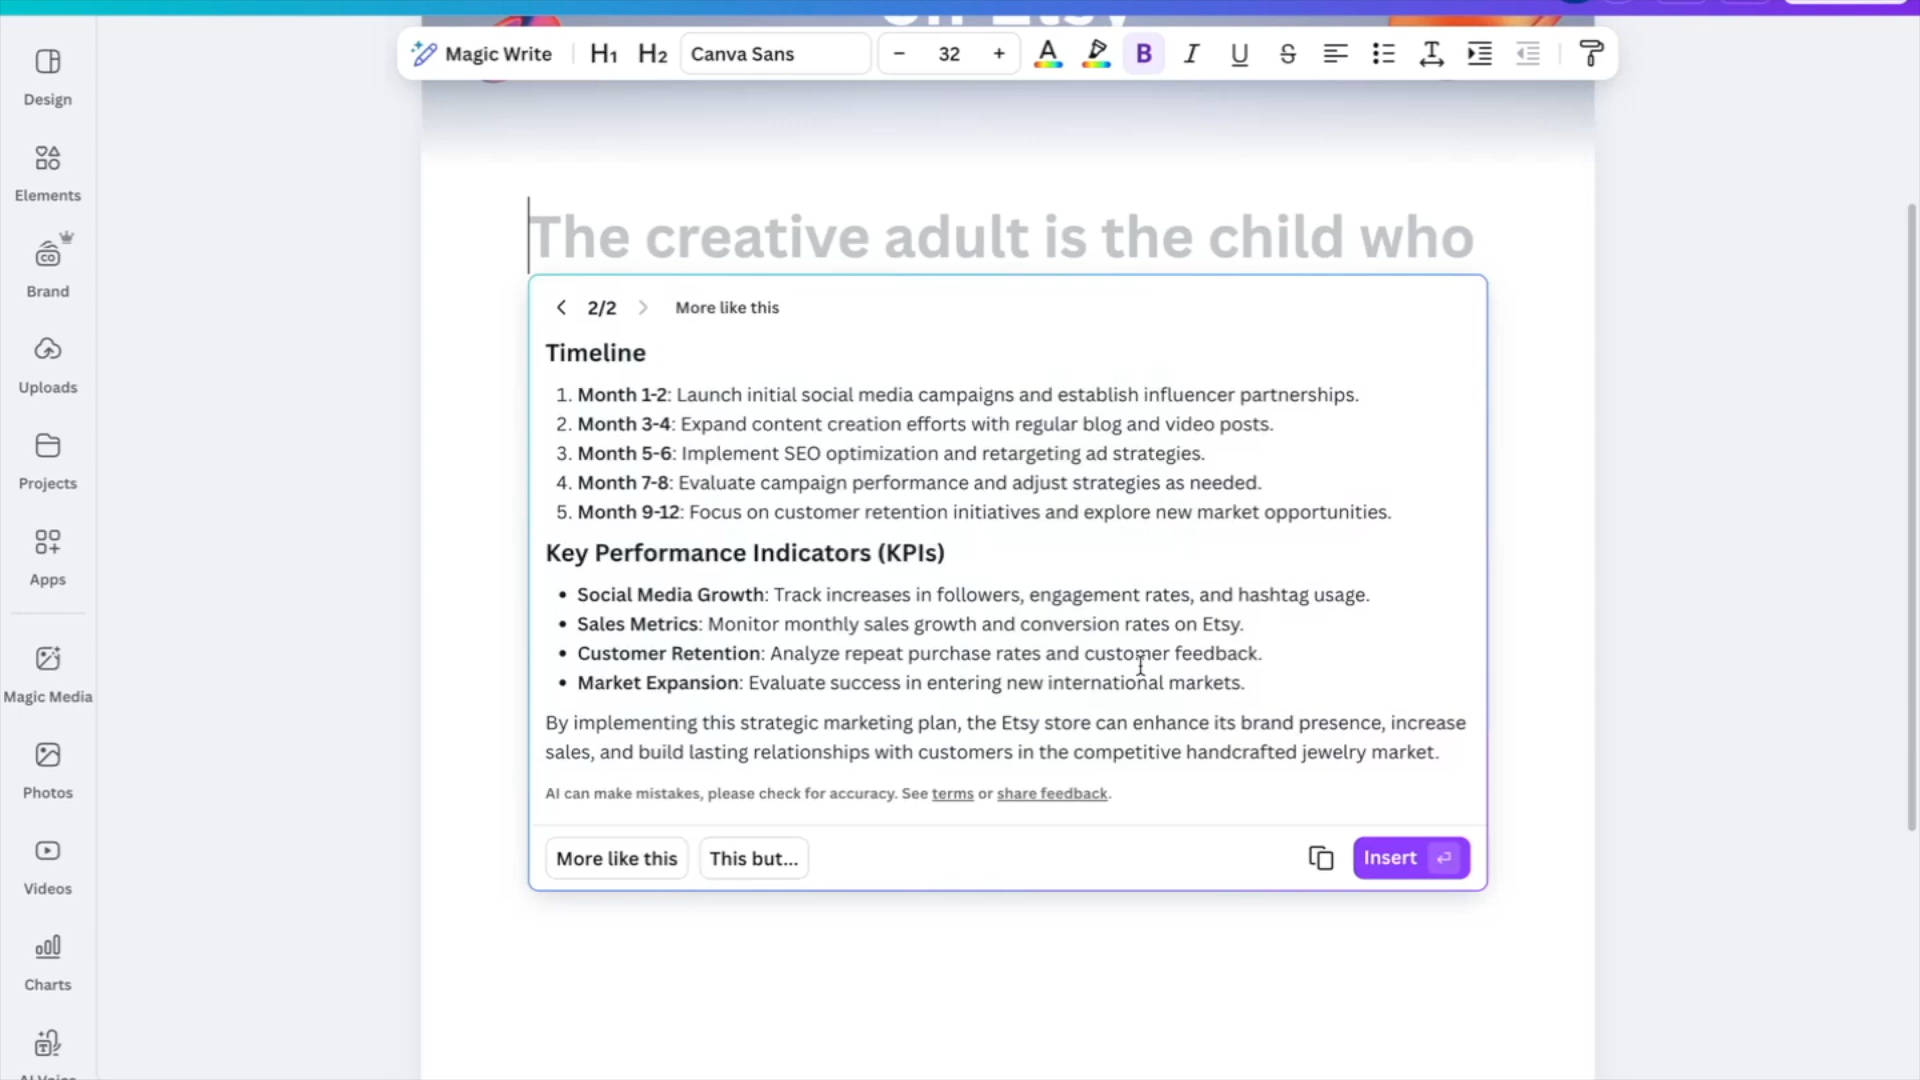 on Etsy
Magic Write H1 H2 Canva Sans − 32 + A B I U S T
Design
Elements
CO
Brand
Uploads
Projects
Apps
Magic Media
Photos
Videos
Charts
The creative adult is the child who
2/2 More like this
Timeline
1. Month 1-2: Launch initial social media campaigns and establish influencer partnerships.
2. Month 3-4: Expand content creation efforts with regular blog and video posts.
3. Month 5-6: Implement SEO optimization and retargeting ad strategies.
4. Month 7-8: Evaluate campaign performance and adjust strategies as needed.
5. Month 9-12: Focus on customer retention initiatives and explore new market opportunities.
Key Performance Indicators (KPIs)
• Social Media Growth: Track increases in followers, engagement rates, and hashtag usage.
• Sales Metrics: Monitor monthly sales growth and conversion rates on Etsy.
• Customer Retention: Analyze repeat purchase rates and customer feedback.
• Market Expansion: Evaluate success in entering new international markets.
By implementing this strategic marketing plan, the Etsy store can enhance its brand presence, increase
sales, and build lasting relationships with customers in the competitive handcrafted jewelry market.
AI can make mistakes, please check for accuracy. See terms or share feedback.
More like this This but... Insert